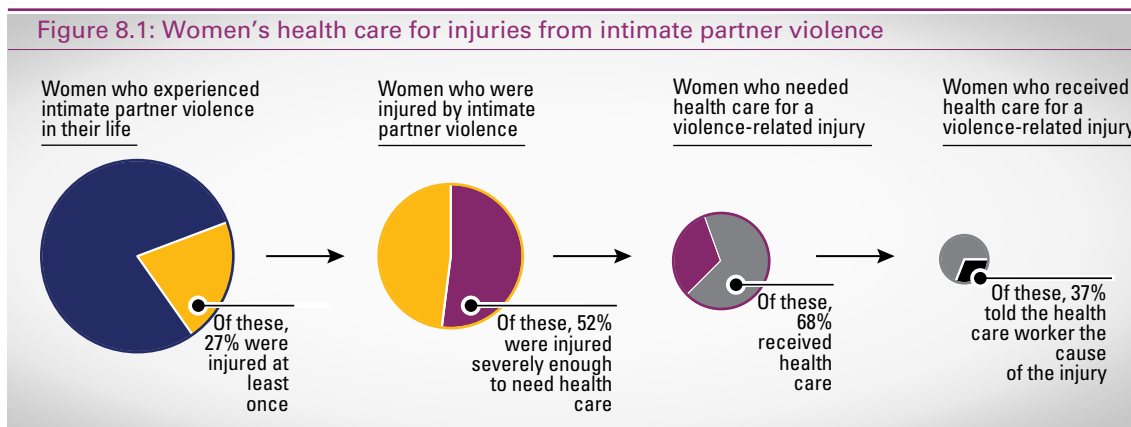 Figure 8.1: Women's health care for injuries from intimate partner violence
Women who experienced
intimate partner violence
in their life
Of these,
27% were
injured at
least
once
Women who were
injured by intimate
partner violence
Of these, 52%
were injured
severely enough
to need health
care
Women who needed
health care for a
violence-related injury
Of these,
68%
received
health
care
Women who received
health care for a
violence-related injury
Of these, 37%
told the health
care worker the
cause
of the injury